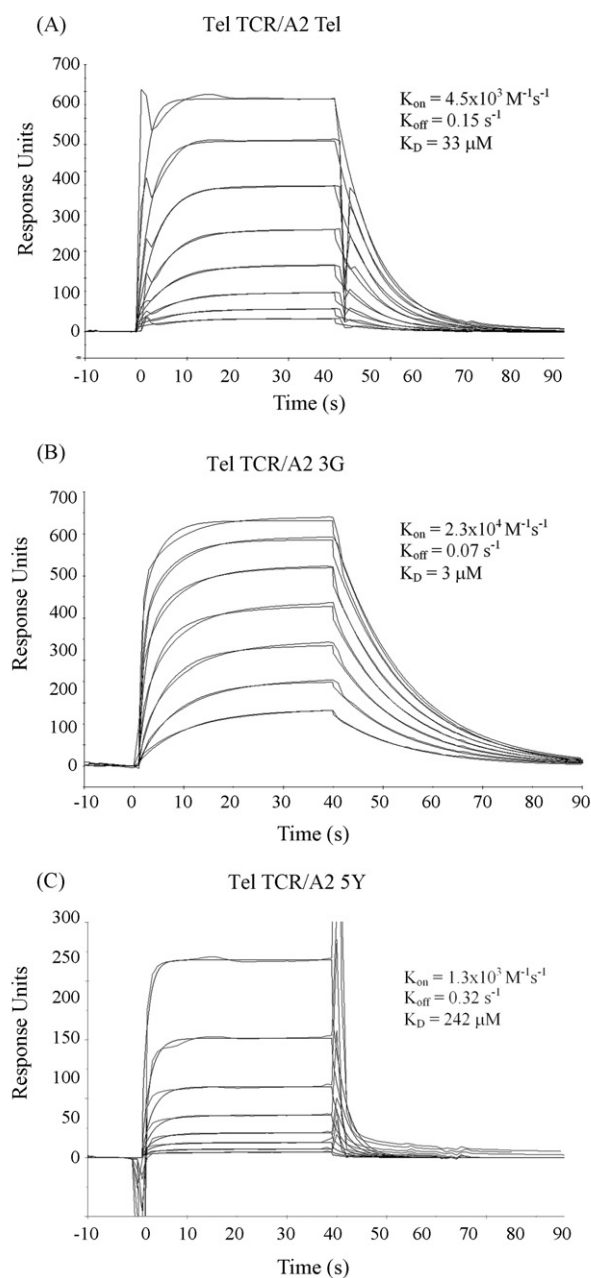 (A)
Tel TCR/A2 Tel
700
600
500
400
300
200
100
0
Response Units
Kon = 4.5x10³ M⁻¹s⁻¹
Koff = 0.15 s⁻¹
KD = 33 µM
-10 0 10 20 30 40 50 60 70 80 90
Time (s)
(B)
Tel TCR/A2 3G
700
600
500
400
300
200
100
0
Response Units
Kon = 2.3x10⁴ M⁻¹s⁻¹
Koff = 0.07 s⁻¹
KD = 3 µM
-10 0 10 20 30 40 50 60 70 80 90
Time (s)
(C)
Tel TCR/A2 5Y
300
250
200
150
100
50
0
Response Units
Kon = 1.3x10³ M⁻¹s⁻¹
Koff = 0.32 s⁻¹
KD = 242 µM
-10 0 10 20 30 40 50 60 70 80 90
Time (s)